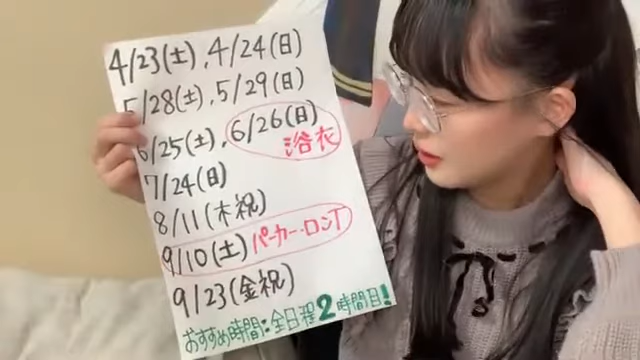 4/23(土),4/24(日)
5/28(土),5/29(日)
6/25(土),6/26(日)
浴衣
7/24(日)
8/11(木祝)
9/10(土)パーカー・ロンT
9/23(金祝)
おすすめ時間:全日程2時間目!